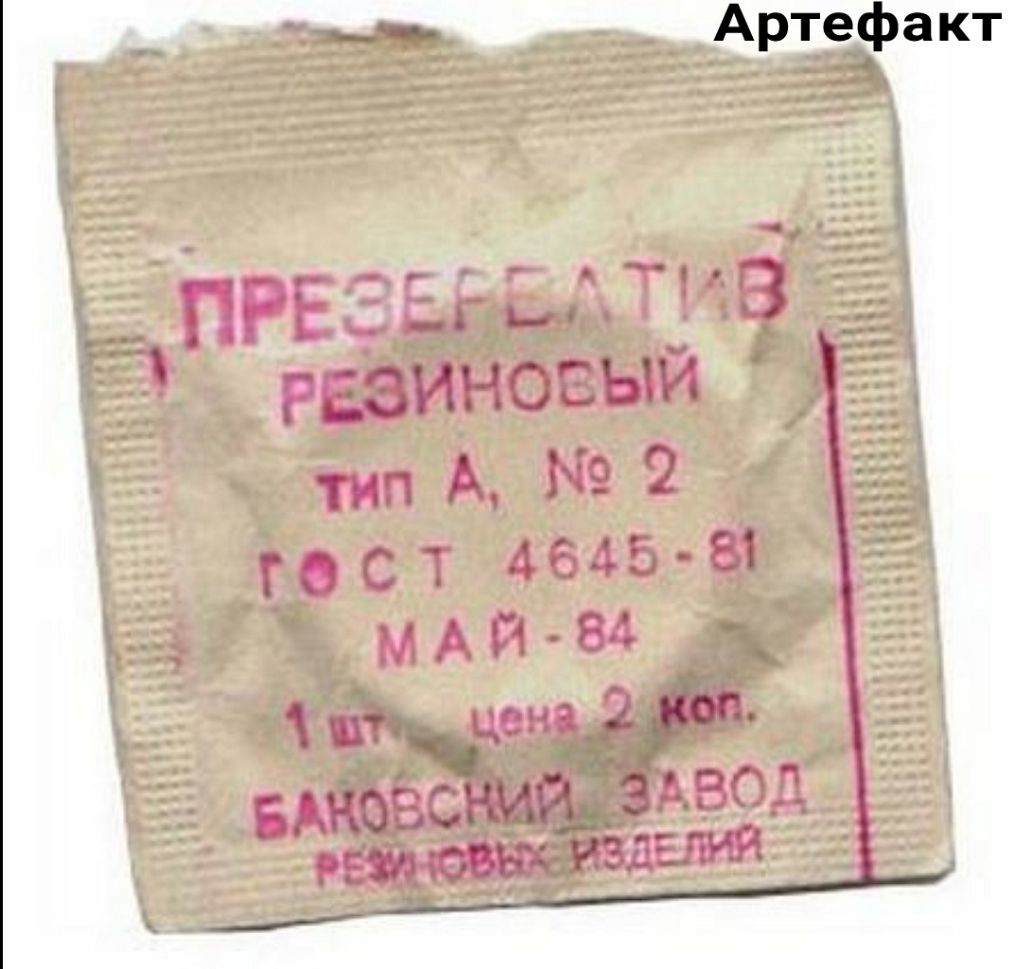 Артефакт
ПРЕЗЕРВАТИВ
РЕЗИНОВЫЙ
тип А, № 2
ГОСТ 4645-81
МАЙ-84
1 шт. цена 2 коп.
БАКОВСКИЙ ЗАВОД
РЕЗИНОВЫХ ИЗДЕЛИЙ